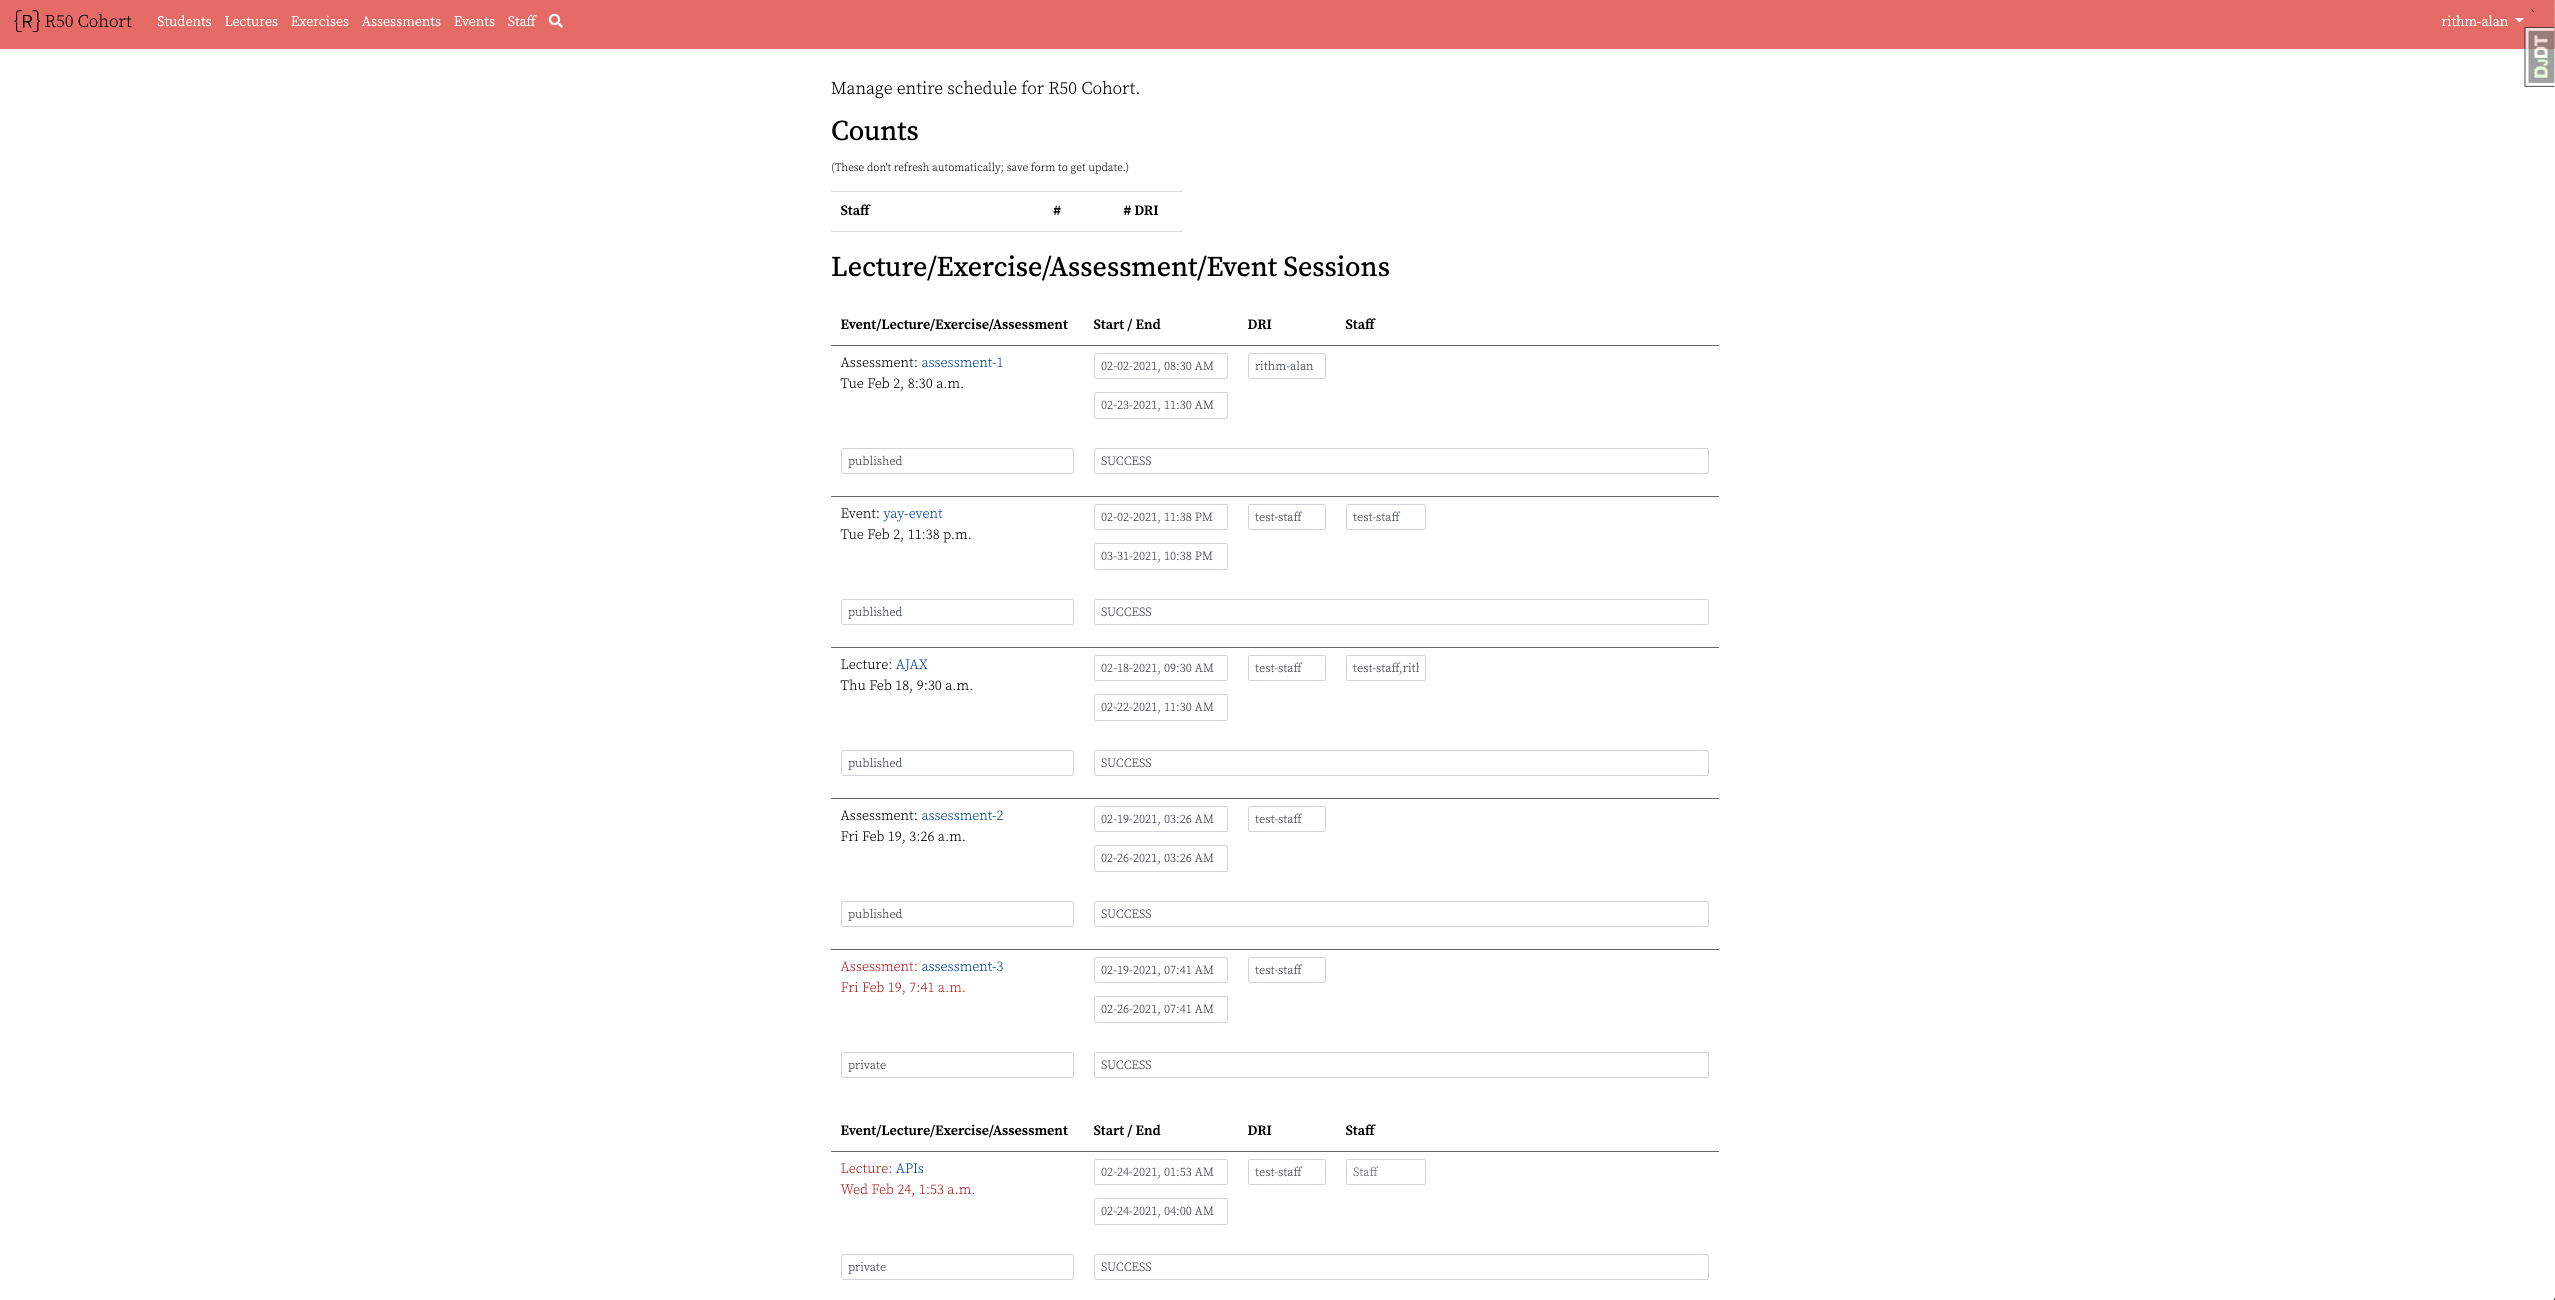 {R} R50 Cohort Students Lectures Exercises Assessments Events Staff rithm-alan
DJDT
Manage entire schedule for R50 Cohort.
Counts
(These don't refresh automatically; save form to get update.)
Staff # # DRI
Lecture/Exercise/Assessment/Event Sessions
Event/Lecture/Exercise/Assessment Start / End DRI Staff
Assessment: assessment-1 02-02-2021, 08:30 AM rithm-alan
Tue Feb 2, 8:30 a.m.
02-23-2021, 11:30 AM
published SUCCESS
Event: yay-event 02-02-2021, 11:38 PM test-staff test-staff
Tue Feb 2, 11:38 p.m.
03-31-2021, 10:38 PM
published SUCCESS
Lecture: AJAX 02-18-2021, 09:30 AM test-staff test-staff,rith
Thu Feb 18, 9:30 a.m.
02-22-2021, 11:30 AM
published SUCCESS
Assessment: assessment-2 02-19-2021, 03:26 AM test-staff
Fri Feb 19, 3:26 a.m.
02-26-2021, 03:26 AM
published SUCCESS
Assessment: assessment-3 02-19-2021, 07:41 AM test-staff
Fri Feb 19, 7:41 a.m.
02-26-2021, 07:41 AM
private SUCCESS
Event/Lecture/Exercise/Assessment Start / End DRI Staff
Lecture: APIs 02-24-2021, 01:53 AM test-staff Staff
Wed Feb 24, 1:53 a.m.
02-24-2021, 04:00 AM
private SUCCESS